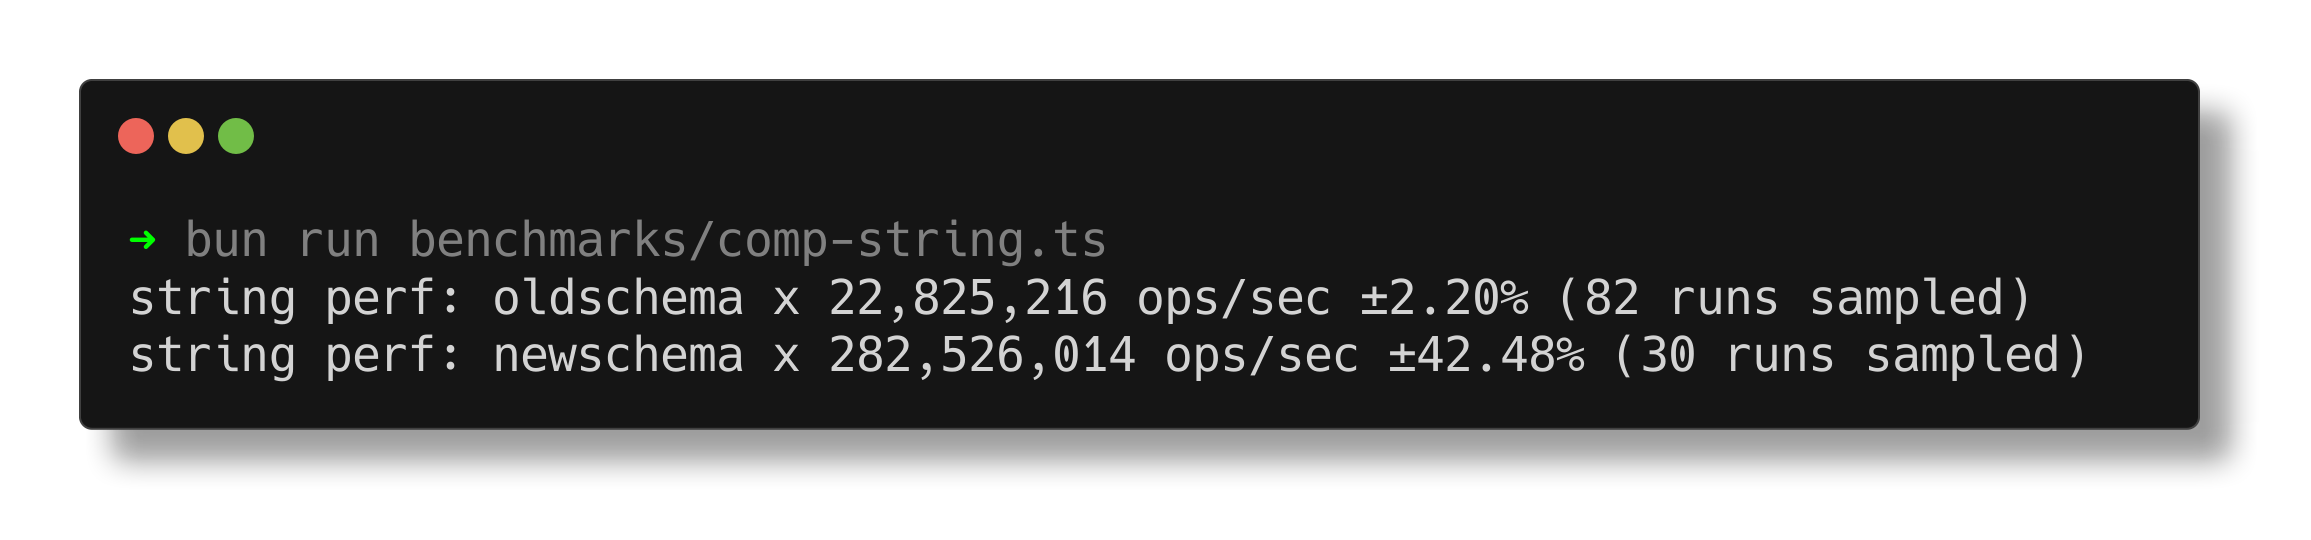 ➜ bun run benchmarks/comp-string.ts
string perf: oldschema x 22,825,216 ops/sec ±2.20% (82 runs sampled)
string perf: newschema x 282,526,014 ops/sec ±42.48% (30 runs sampled)